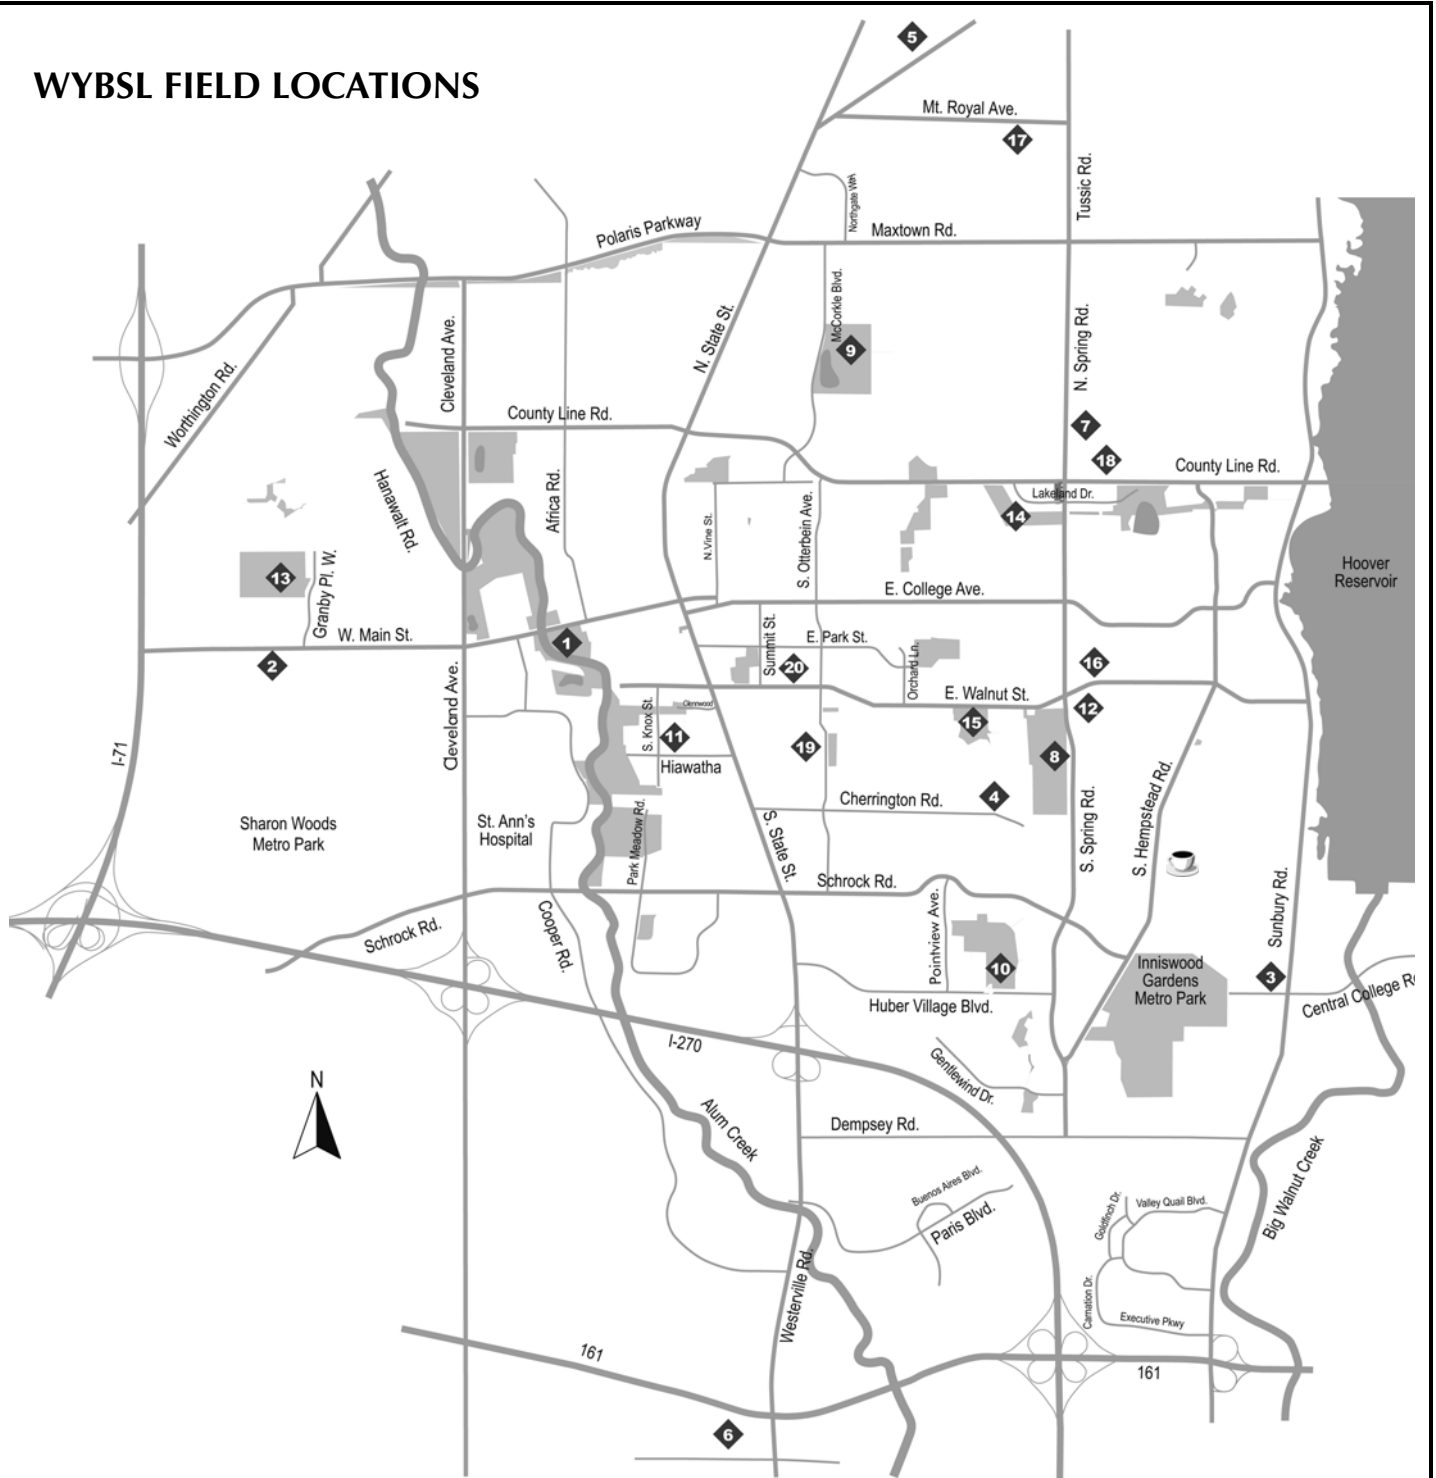 WYBSL FIELD LOCATIONS
5
Mt. Royal Ave.
17
Tussic Rd.
Northgate Wa
Polaris Parkway
Maxtown Rd.
McCorkle Blvd.
N. State St.
N. Spring Rd.
9
Cleveland Ave.
Worthington Rd.
County Line Rd.
7
18
County Line Rd.
Hanawalt Rd.
Africa Rd.
Lakeland Dr.
14
N.Vine St.
S. Otterbein Ave.
Hoover
Reservoir
13
Granby Pl. W.
E. College Ave.
W. Main St.
1
Summit St.
E. Park St.
2
20
Orchard Ln.
16
Cleveland Ave.
E. Walnut St.
S. Knox St.
Glenwood
12
15
11
19
8
I-71
Hiawatha
Cherrington Rd.
4
S. Spring Rd.
S. Hempstead Rd.
Sharon Woods
Metro Park
St. Ann's
Hospital
Park Meadow Rd.
S. State St.
Schrock Rd.
Sunbury Rd.
Schrock Rd.
Cooper Rd.
Pointview Ave.
10
Inniswood
Gardens
Metro Park
3
Central College R
Huber Village Blvd.
I-270
Gentlewind Dr.
N
Alum Creek
Dempsey Rd.
Big Walnut Creek
Buenos Aires Blvd.
Paris Blvd.
Goldfinch Dr.
Valley Quail Blvd.
Westerville Rd.
Carnation Dr.
Executive Pkwy
161
161
6